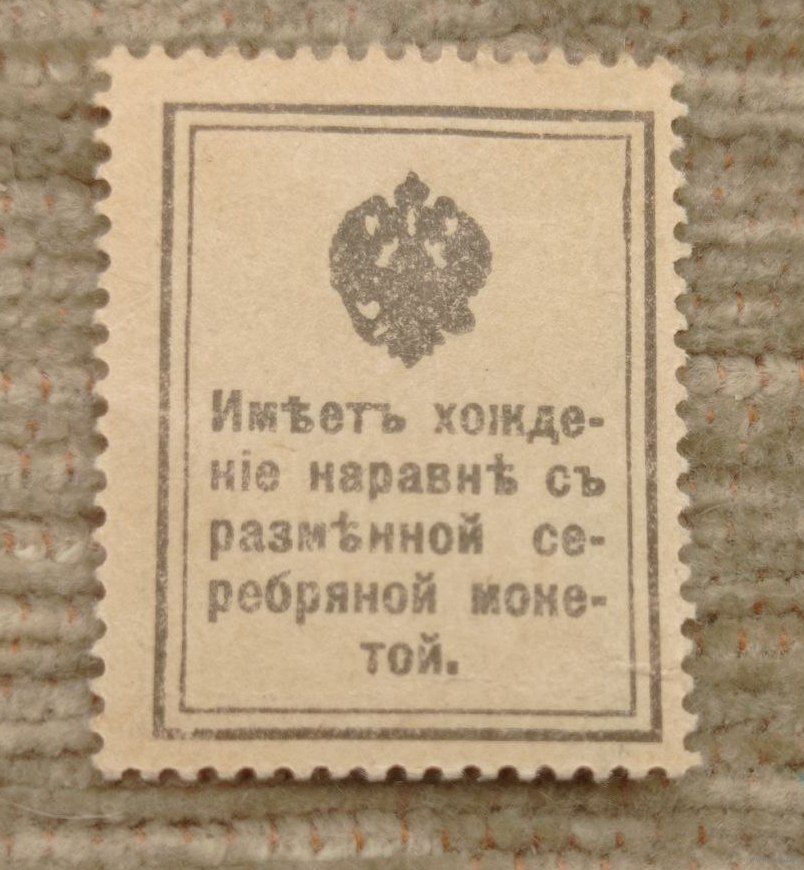 Имѣетъ хожде-
ніе наравнѣ съ
размѣнной се-
ребряной моне-
той.